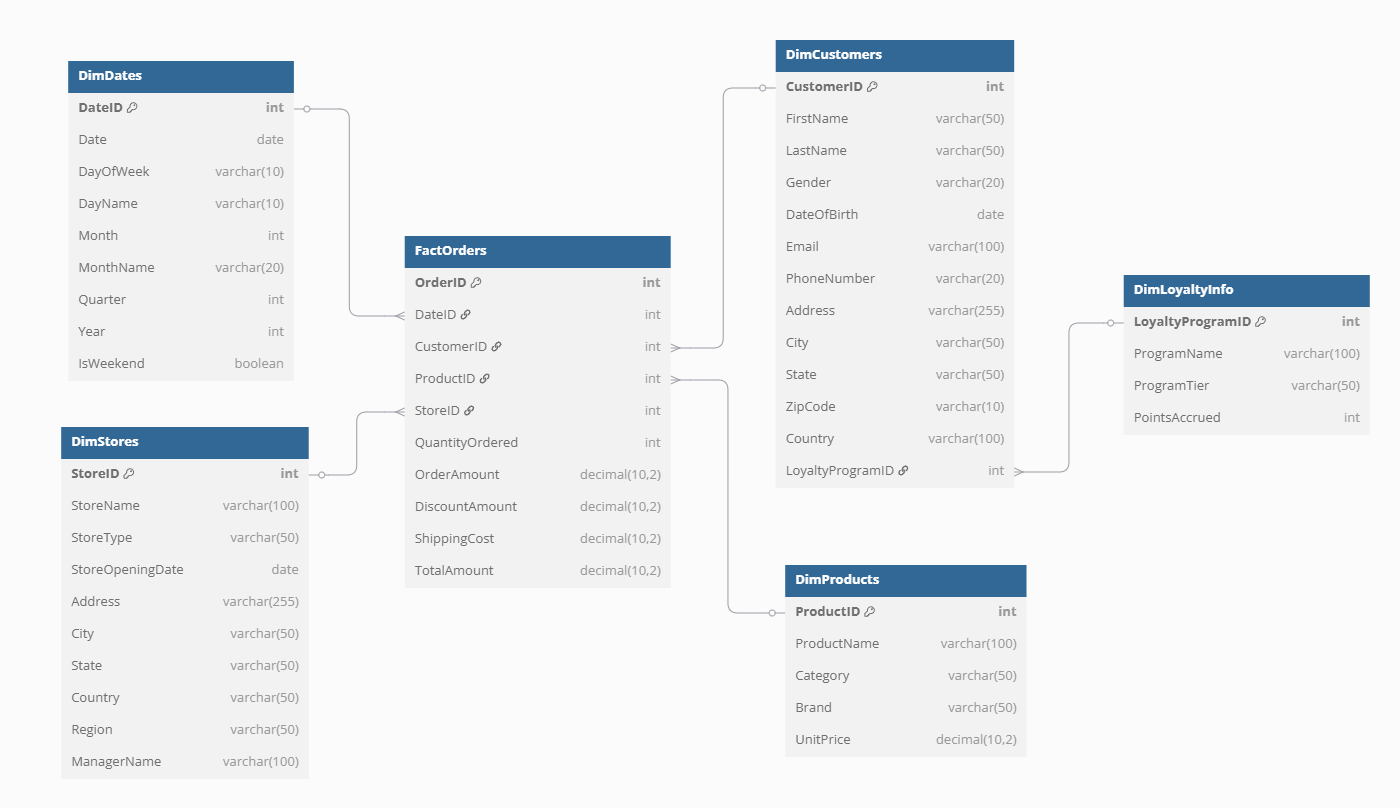 DimDates
DateID int
Date date
DayOfWeek varchar(10)
DayName varchar(10)
Month int
MonthName varchar(20)
Quarter int
Year int
IsWeekend boolean
DimStores
StoreID int
StoreName varchar(100)
StoreType varchar(50)
StoreOpeningDate date
Address varchar(255)
City varchar(50)
State varchar(50)
Country varchar(50)
Region varchar(50)
ManagerName varchar(100)
FactOrders
OrderID int
DateID int
CustomerID int
ProductID int
StoreID int
QuantityOrdered int
OrderAmount decimal(10,2)
DiscountAmount decimal(10,2)
ShippingCost decimal(10,2)
TotalAmount decimal(10,2)
DimCustomers
CustomerID int
FirstName varchar(50)
LastName varchar(50)
Gender varchar(20)
DateOfBirth date
Email varchar(100)
PhoneNumber varchar(20)
Address varchar(255)
City varchar(50)
State varchar(50)
ZipCode varchar(10)
Country varchar(100)
LoyaltyProgramID int
DimProducts
ProductID int
ProductName varchar(100)
Category varchar(50)
Brand varchar(50)
UnitPrice decimal(10,2)
DimLoyaltyInfo
LoyaltyProgramID int
ProgramName varchar(100)
ProgramTier varchar(50)
PointsAccrued int